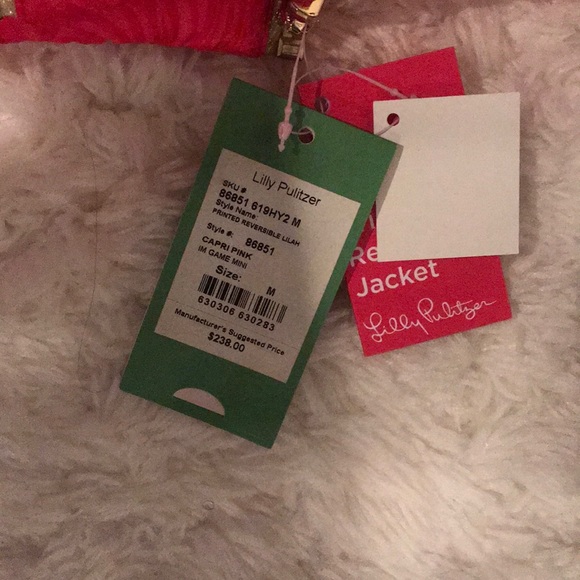 Lilly Pulitzer
SKU #
86851 619HY2 M
Style Name:
PRINTED REVERSIBLE LILAH
Style #: 86851
CAPRI PINK
IM GAME MINI
Size: M
630306 630283
Manufacturer's Suggested Price
$238.00
Re
Jacket
Lilly Pulitzer